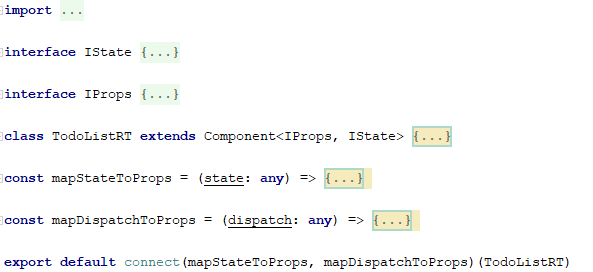 import ...
interface IState {...}
interface IProps {...}
class TodoListRT extends Component<IProps, IState> {...}
const mapStateToProps = (state: any) => {...}
const mapDispatchToProps = (dispatch: any) => {...}
export default connect(mapStateToProps, mapDispatchToProps)(TodoListRT)